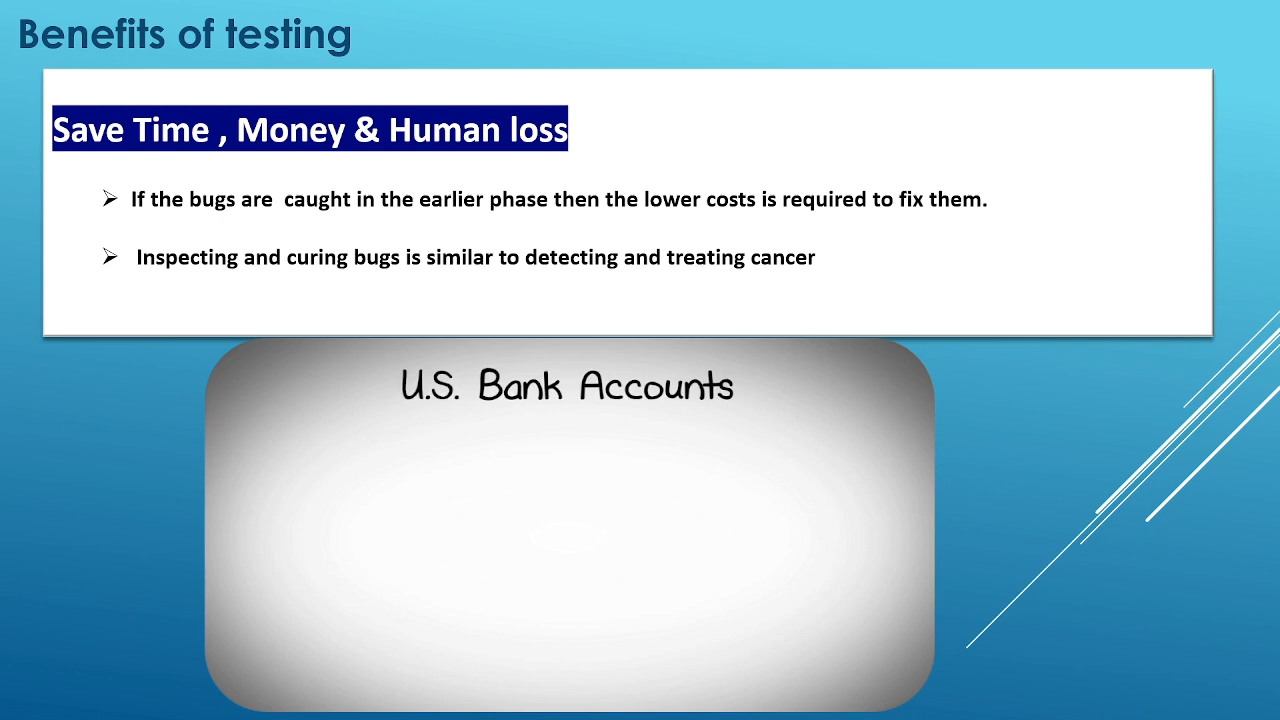 Benefits of testing
Save Time , Money & Human loss
If the bugs are  caught in the earlier phase then the lower costs is required to fix them.
Inspecting and curing bugs is similar to detecting and treating cancer
U.S. Bank Accounts